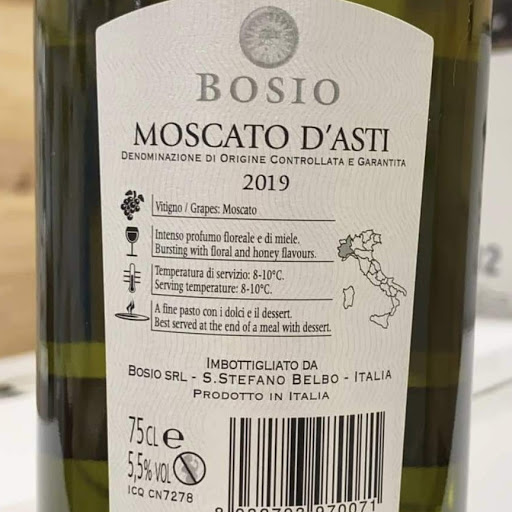 BOSIO
MOSCATO D'ASTI
DENOMINAZIONE DI ORIGINE CONTROLLATA E GARANTITA
2019
Vitigno / Grapes: Moscato
Intenso profumo floreale e di miele.
Bursting with floral and honey flavours.
Temperatura di servizio: 8-10°C.
Serving temperature: 8-10°C.
A fine pasto con i dolci e il dessert.
Best served at the end of a meal with dessert.
IMBOTTIGLIATO DA
BOSIO SRL - S.STEFANO BELBO - ITALIA
PRODOTTO IN ITALIA
75CL e
5,5% VOL
ICQ CN7278